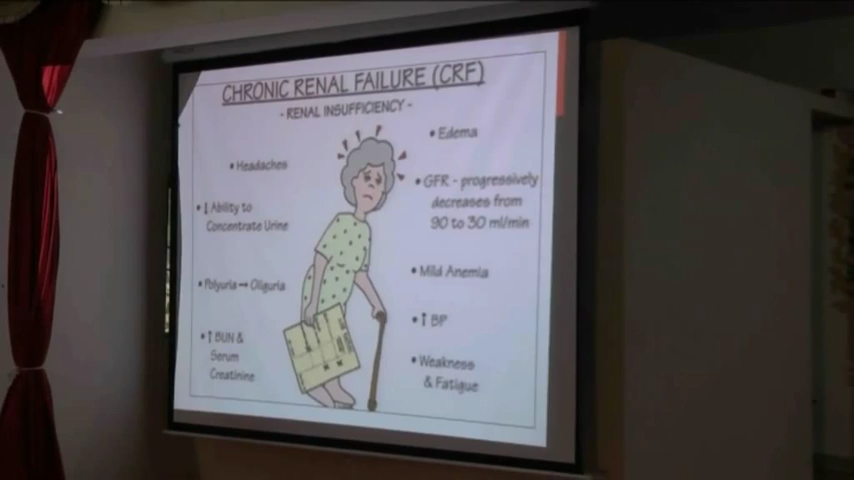 CHRONIC RENAL FAILURE (CRF)
- RENAL INSUFFICIENCY -
• Headaches
• ↓ Ability to
Concentrate Urine
• Polyuria → Oliguria
• ↑ BUN &
Serum
Creatinine
• Edema
• GFR - progressively
decreases from
90 to 30 ml/min
• Mild Anemia
• ↑ BP
• Weakness
& Fatigue